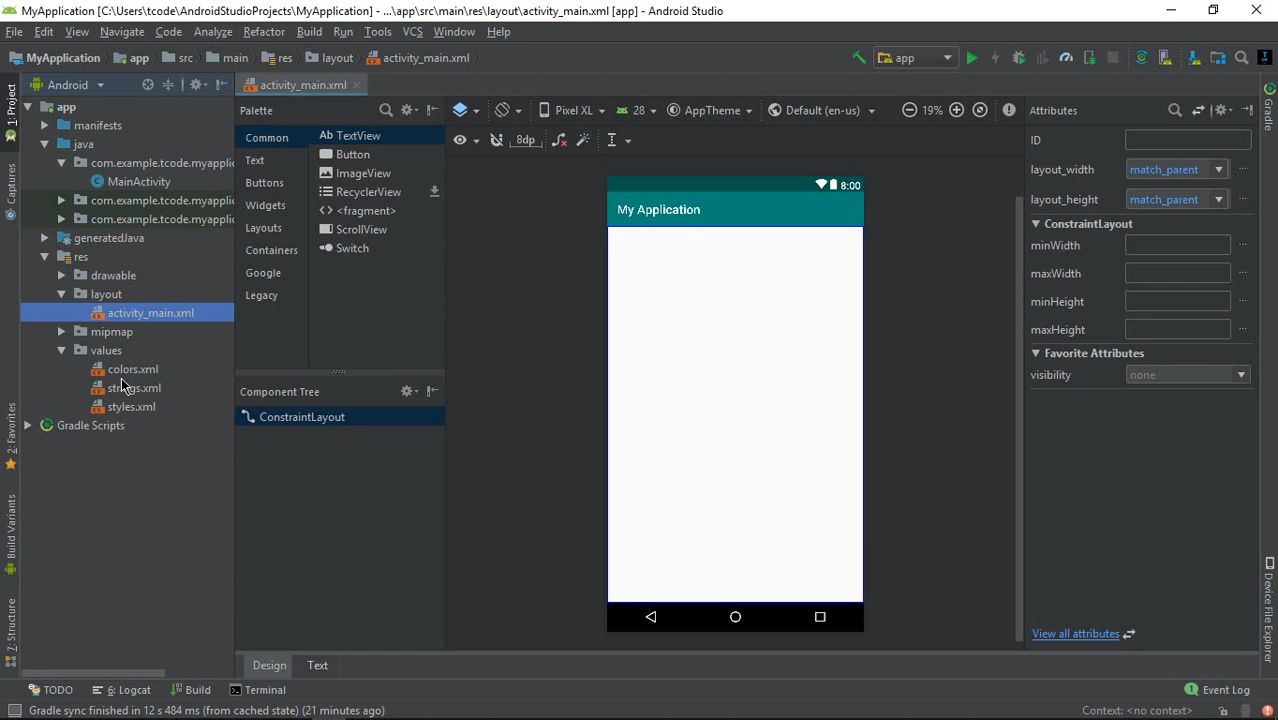 MyApplication [C:\Users\tcode\AndroidStudioProjects\MyApplication] - ...\app\src\main\res\layout\activity_main.xml [app] - Android Studio
File Edit View Navigate Code Analyze Refactor Build Run Tools VCS Window Help
MyApplication app src main res layout activity_main.xml app
1: Project
Captures
2: Favorites
Build Variants
7: Structure
Android
app
manifests
java
com.example.tcode.myapplic
MainActivity
com.example.tcode.myapplic
com.example.tcode.myapplic
generatedJava
res
drawable
layout
activity_main.xml
mipmap
values
colors.xml
strings.xml
styles.xml
Gradle Scripts
activity_main.xml
Palette
Common
Text
Buttons
Widgets
Layouts
Containers
Google
Legacy
Ab TextView
Button
ImageView
RecyclerView
<> <fragment>
ScrollView
Switch
Component Tree
ConstraintLayout
Pixel XL 28 AppTheme Default (en-us) 19%
8dp
8:00
My Application
Attributes
ID
layout_width match_parent
layout_height match_parent
ConstraintLayout
minWidth
maxWidth
minHeight
maxHeight
Favorite Attributes
visibility none
View all attributes
Gradle
Device File Explorer
Design Text
TODO 6: Logcat Build Terminal Event Log
Gradle sync finished in 12 s 484 ms (from cached state) (21 minutes ago) Context: <no context>